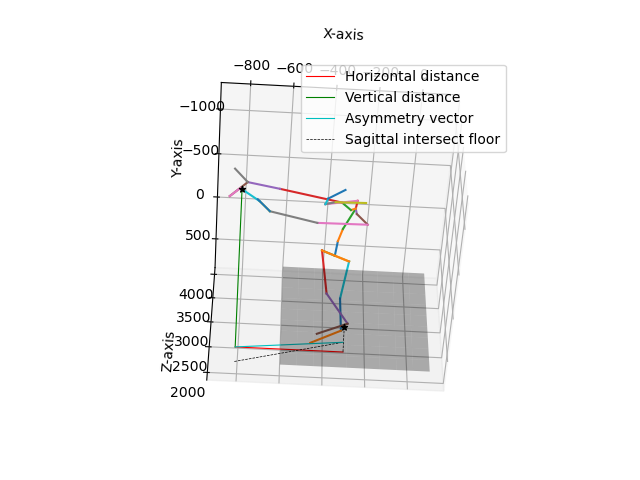 X-axis
−800 −600 −400 −200 0
Horizontal distance
Vertical distance
Asymmetry vector
Sagittal intersect floor
Y-axis
−1000
−500
0
500
Z-axis
4000
3500
3000
2500
2000